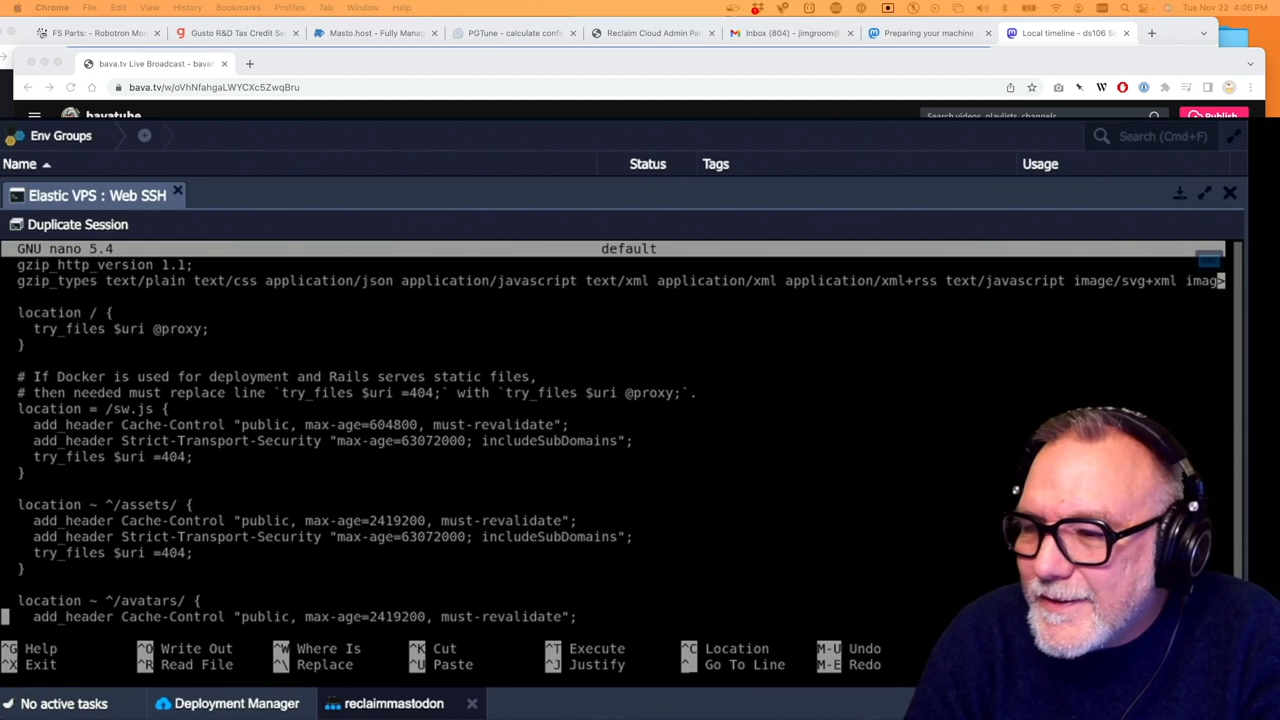 Chrome File Edit View History Bookmarks Profiles Tab Window Help Tue Nov 22 4:06 PM
FS Parts: - Robotron M Gusto R&D Tax Credit Se Masto.host - Fully Manag PGTune - calculate config Reclaim Cloud Admin Pa Inbox (804) - jimgroom@ Preparing your machine Local timeline - ds106 So
bava.tv Live Broadcast - bavat
bava.tv/w/oVhNfahgaLWYCXc5ZwqBru
bavatube Search videos, playlists, channels… Publish
Env Groups Search (Cmd+F)
Name Status Tags Usage
Elastic VPS : Web SSH
Duplicate Session
GNU nano 5.4 default
gzip_http_version 1.1;
gzip_types text/plain text/css application/json application/javascript text/xml application/xml application/xml+rss text/javascript image/svg+xml imag>
location / {
try_files $uri @proxy;
}
# If Docker is used for deployment and Rails serves static files,
# then needed must replace line `try_files $uri =404;` with `try_files $uri @proxy;`.
location = /sw.js {
add_header Cache-Control "public, max-age=604800, must-revalidate";
add_header Strict-Transport-Security "max-age=63072000; includeSubDomains";
try_files $uri =404;
}
location ~ ^/assets/ {
add_header Cache-Control "public, max-age=2419200, must-revalidate";
add_header Strict-Transport-Security "max-age=63072000; includeSubDomains";
try_files $uri =404;
}
location ~ ^/avatars/ {
add_header Cache-Control "public, max-age=2419200, must-revalidate";
^G Help ^O Write Out ^W Where Is ^K Cut ^T Execute ^C Location M-U Undo
^X Exit ^R Read File ^\ Replace ^U Paste ^J Justify ^_ Go To Line M-E Redo
No active tasks Deployment Manager reclaimmastodon